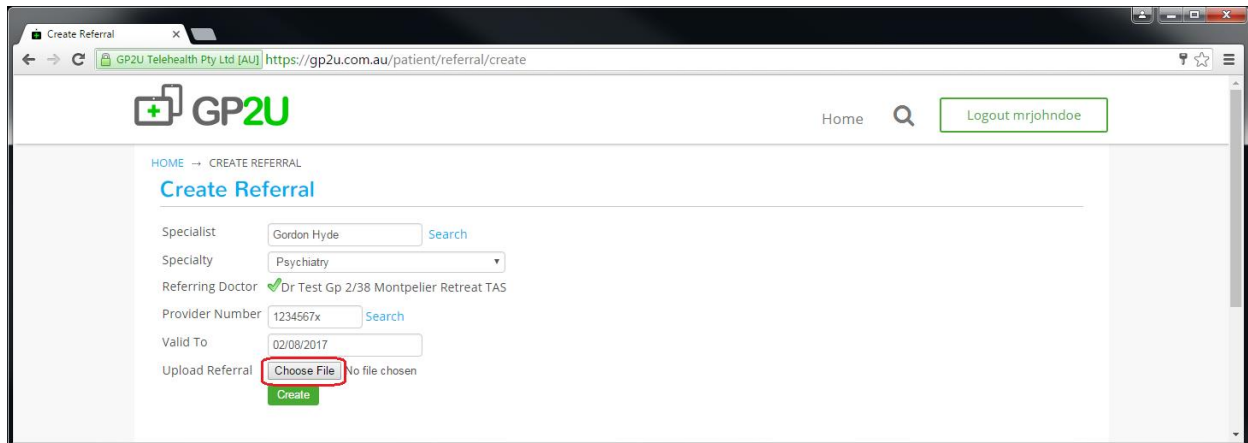 Create Referral
GP2U Telehealth Pty Ltd [AU] https://gp2u.com.au/patient/referral/create
GP2U
Home
Logout mrjohndoe
HOME → CREATE REFERRAL
Create Referral
Specialist Gordon Hyde Search
Specialty Psychiatry
Referring Doctor Dr Test Gp 2/38 Montpelier Retreat TAS
Provider Number 1234567x Search
Valid To 02/08/2017
Upload Referral Choose File No file chosen
Create